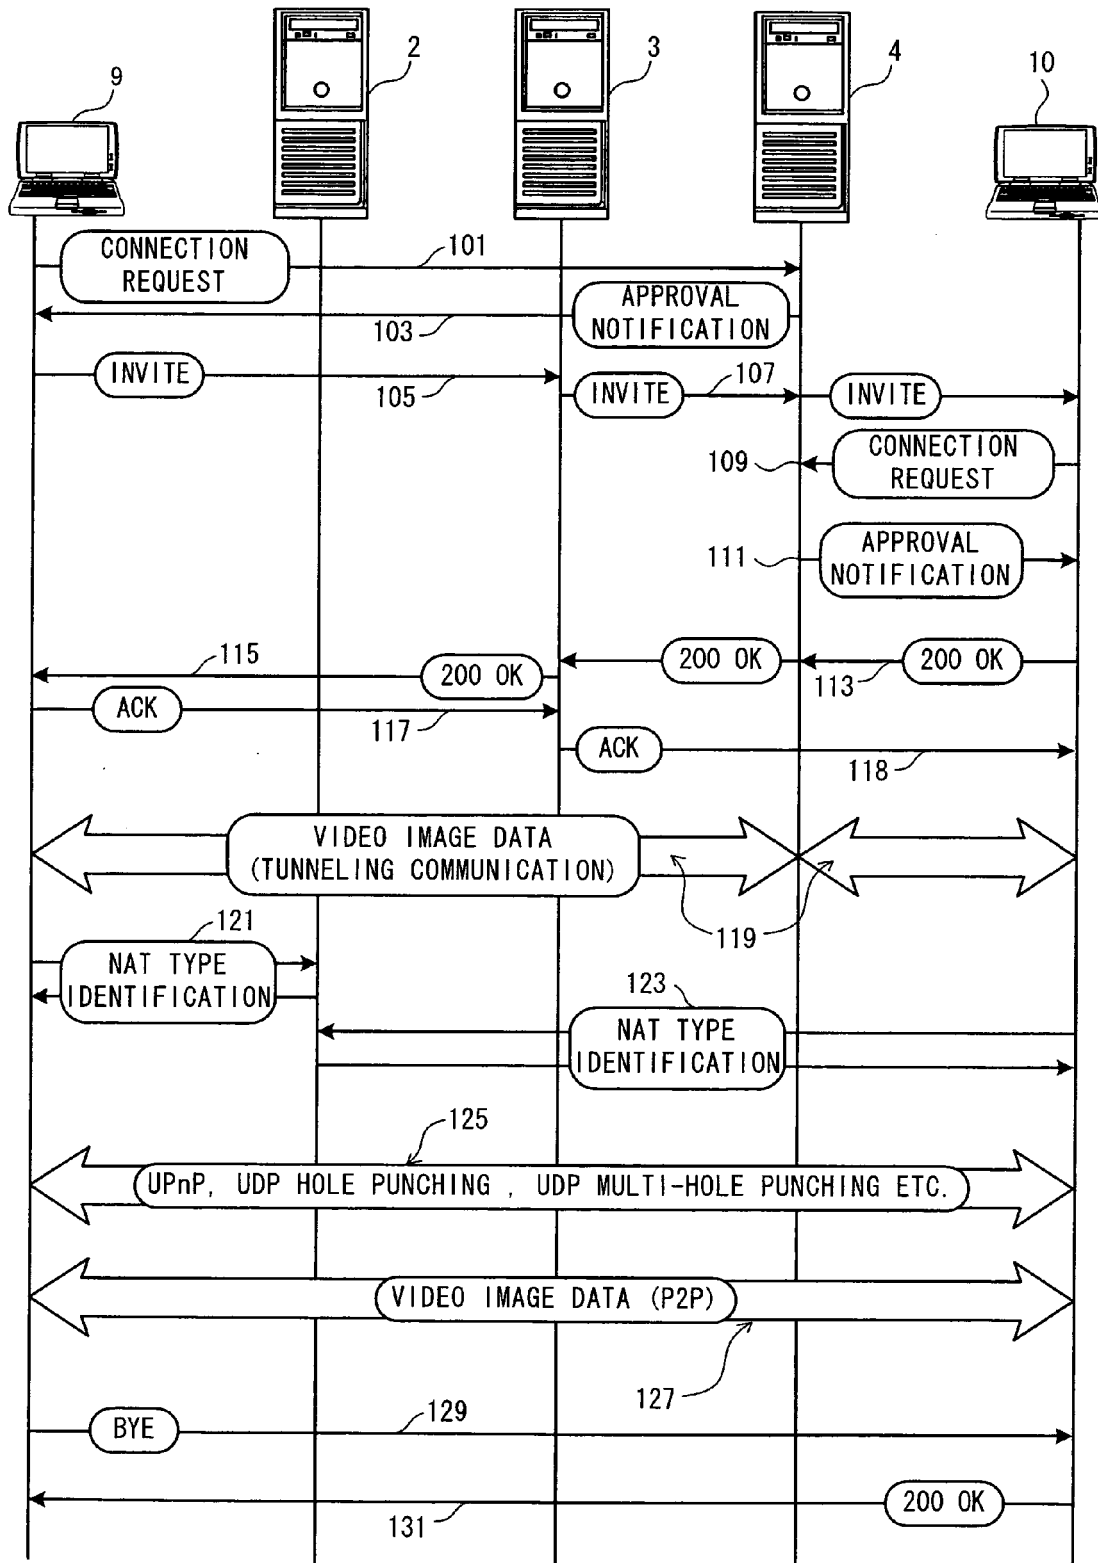 2
3
4
9
10
CONNECTION
REQUEST
101
APPROVAL
NOTIFICATION
103
INVITE
105
INVITE
107
INVITE
CONNECTION
REQUEST
109
APPROVAL
NOTIFICATION
111
115
200 OK
200 OK
200 OK
113
ACK
117
ACK
118
VIDEO IMAGE DATA
(TUNNELING COMMUNICATION)
119
121
NAT TYPE
IDENTIFICATION
123
NAT TYPE
IDENTIFICATION
125
UPnP, UDP HOLE PUNCHING , UDP MULTI-HOLE PUNCHING ETC.
VIDEO IMAGE DATA (P2P)
127
BYE
129
200 OK
131